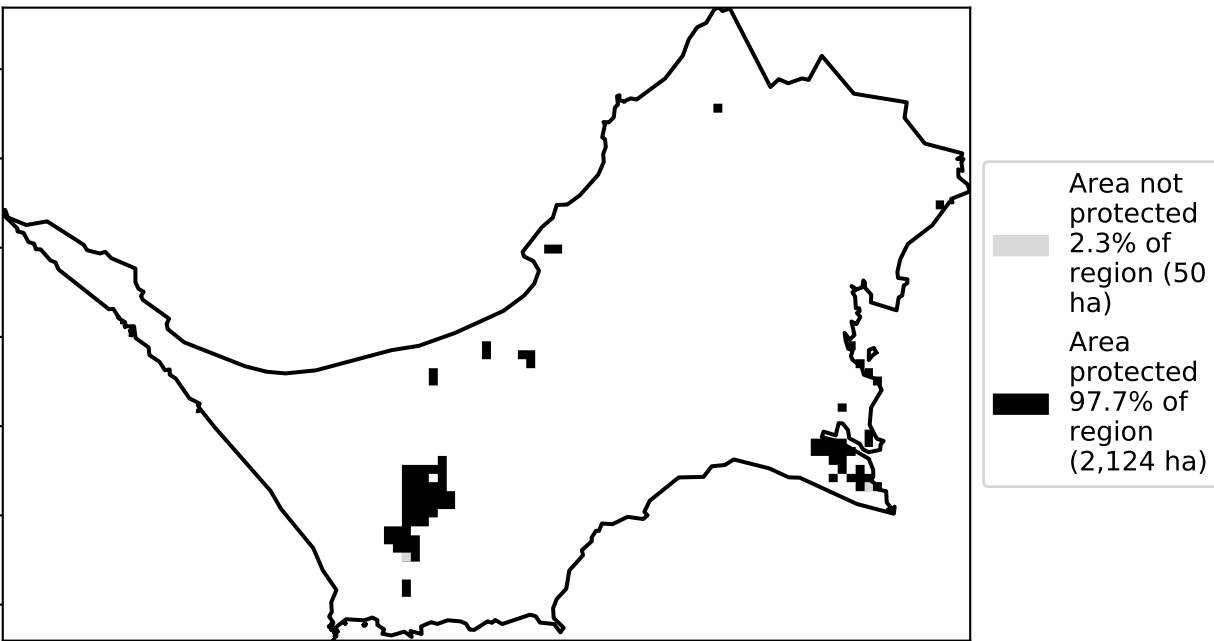 Area not
protected
2.3% of
region (50
ha)
Area
protected
97.7% of
region
(2,124 ha)